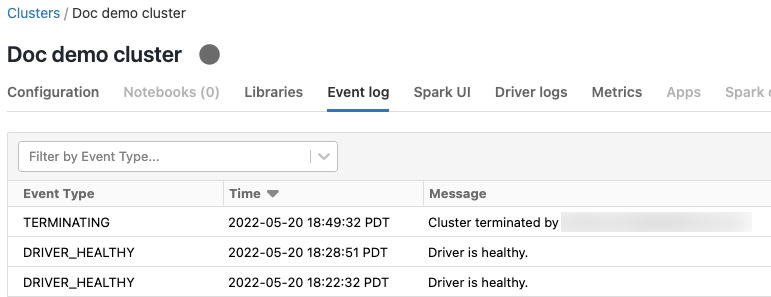 Clusters / Doc demo cluster
Doc demo cluster
Configuration Notebooks (0) Libraries Event log Spark UI Driver logs Metrics Apps Spark
Filter by Event Type...
Event Type Time Message
TERMINATING 2022-05-20 18:49:32 PDT Cluster terminated by
DRIVER_HEALTHY 2022-05-20 18:28:51 PDT Driver is healthy.
DRIVER_HEALTHY 2022-05-20 18:22:32 PDT Driver is healthy.